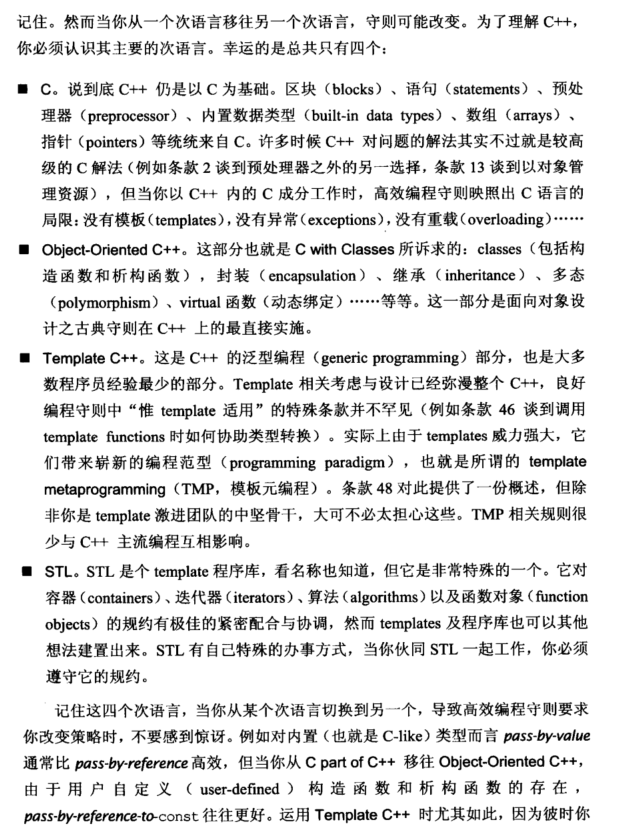 记住。然而当你从一个次语言移往另一个次语言，守则可能改变。为了理解 C++，
你必须认识其主要的次语言。幸运的是总共只有四个：
■ C。说到底 C++ 仍是以 C 为基础。区块（blocks）、语句（statements）、预处
理器（preprocessor）、内置数据类型（built-in data types）、数组（arrays）、
指针（pointers）等统统来自 C。许多时候 C++ 对问题的解法其实不过就是较高
级的 C 解法（例如条款 2 谈到预处理器之外的另一选择，条款 13 谈到以对象管
理资源），但当你以 C++ 内的 C 成分工作时，高效编程守则映照出 C 语言的
局限：没有模板（templates），没有异常（exceptions），没有重载（overloading）……
■ Object-Oriented C++。这部分也就是 C with Classes 所诉求的：classes（包括构
造函数和析构函数），封装（encapsulation）、继承（inheritance）、多态
（polymorphism）、virtual 函数（动态绑定）……等等。这一部分是面向对象设
计之古典守则在 C++ 上的最直接实施。
■ Template C++。这是 C++ 的泛型编程（generic programming）部分，也是大多
数程序员经验最少的部分。Template 相关考虑与设计已经弥漫整个 C++，良好
编程守则中“惟 template 适用”的特殊条款并不罕见（例如条款 46 谈到调用
template functions 时如何协助类型转换）。实际上由于 templates 威力强大，它
们带来崭新的编程范型（programming paradigm），也就是所谓的 template
metaprogramming（TMP，模板元编程）。条款 48 对此提供了一份概述，但除
非你是 template 激进团队的中坚骨干，大可不必太担心这些。TMP 相关规则很
少与 C++ 主流编程互相影响。
■ STL。STL 是个 template 程序库，看名称也知道，但它是非常特殊的一个。它对
容器（containers）、迭代器（iterators）、算法（algorithms）以及函数对象（function
objects）的规约有极佳的紧密配合与协调，然而 templates 及程序库也可以其他
想法建置出来。STL 有自己特殊的办事方式，当你伙同 STL 一起工作，你必须
遵守它的规约。
记住这四个次语言，当你从某个次语言切换到另一个，导致高效编程守则要求
你改变策略时，不要感到惊讶。例如对内置（也就是 C-like）类型而言 pass-by-value
通常比 pass-by-reference 高效，但当你从 C part of C++ 移往 Object-Oriented C++，
由于用户自定义（user-defined）构造函数和析构函数的存在，
pass-by-reference-to-const 往往更好。运用 Template C++ 时尤其如此，因为彼时你